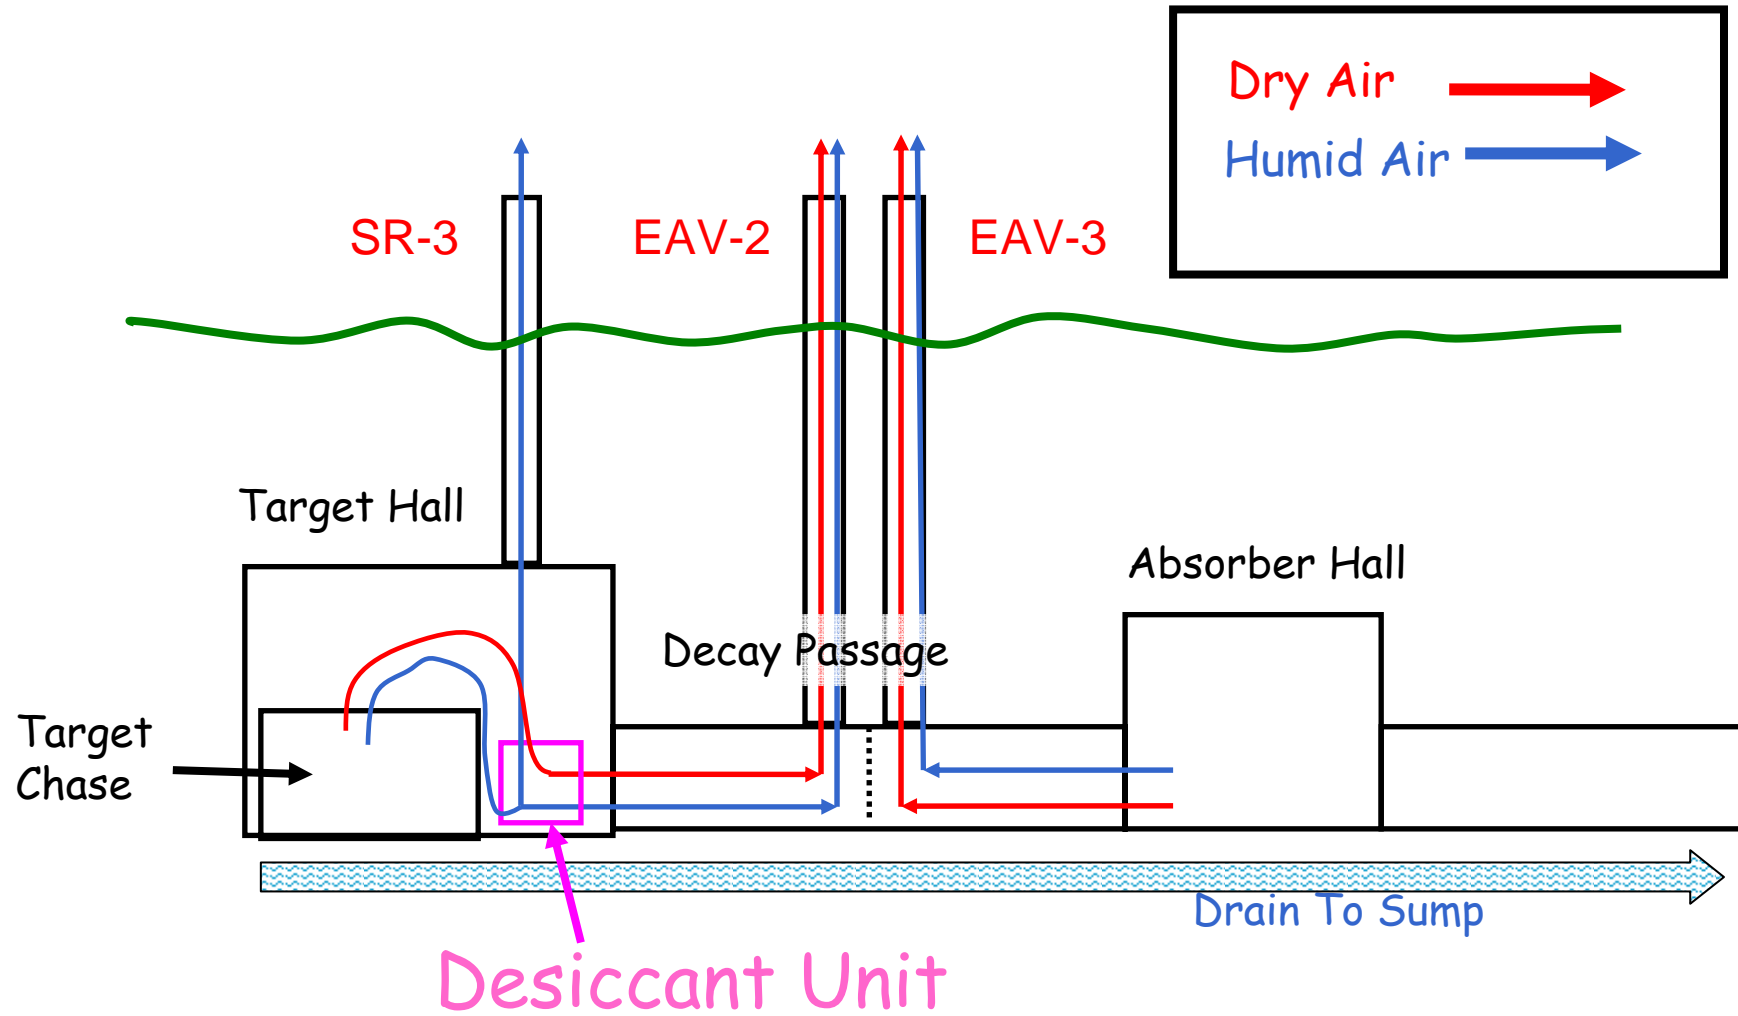 Dry Air
Humid Air
SR-3
EAV-2
EAV-3
Target Hall
Absorber Hall
Decay Passage
Target
Chase
Drain To Sump
Desiccant Unit